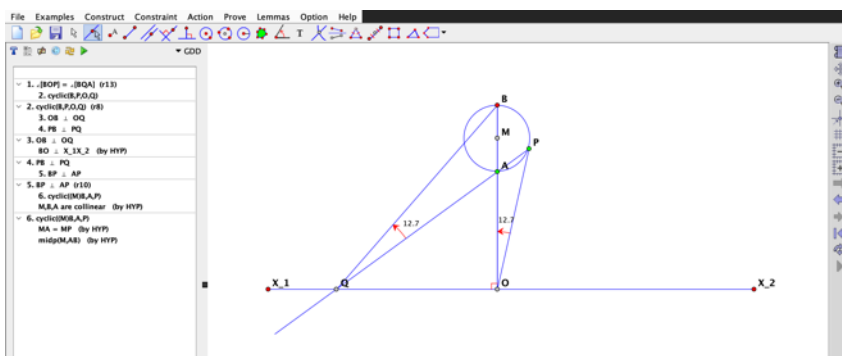 File Examples Construct Constraint Action Prove Lemmas Option Help
A T
T GDD
1. ∠[BOP] = ∠[BQA] (r13)
2. cyclic(B,P,O,Q)
2. cyclic(B,P,O,Q) (r8)
3. OB ⊥ OQ
4. PB ⊥ PQ
3. OB ⊥ OQ
BO ⊥ X_1X_2 (by HYP)
4. PB ⊥ PQ
5. BP ⊥ AP
5. BP ⊥ AP (r10)
6. cyclic((M)B,A,P)
M,B,A are collinear (by HYP)
6. cyclic((M)B,A,P)
MA = MP (by HYP)
midp(M,AB) (by HYP)
B
M
P
A
12.7
12.7
X_1
Q
O
X_2